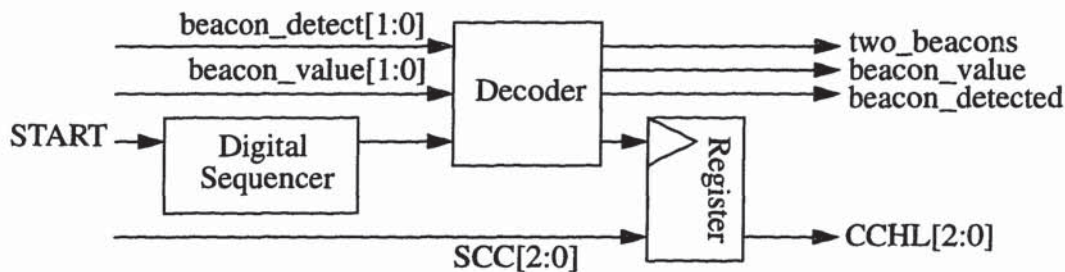 beacon_detect[1:0]
beacon_value[1:0]
START
Digital
Sequencer
Decoder
two_beacons
beacon_value
beacon_detected
Register
SCC[2:0]
CCHL[2:0]